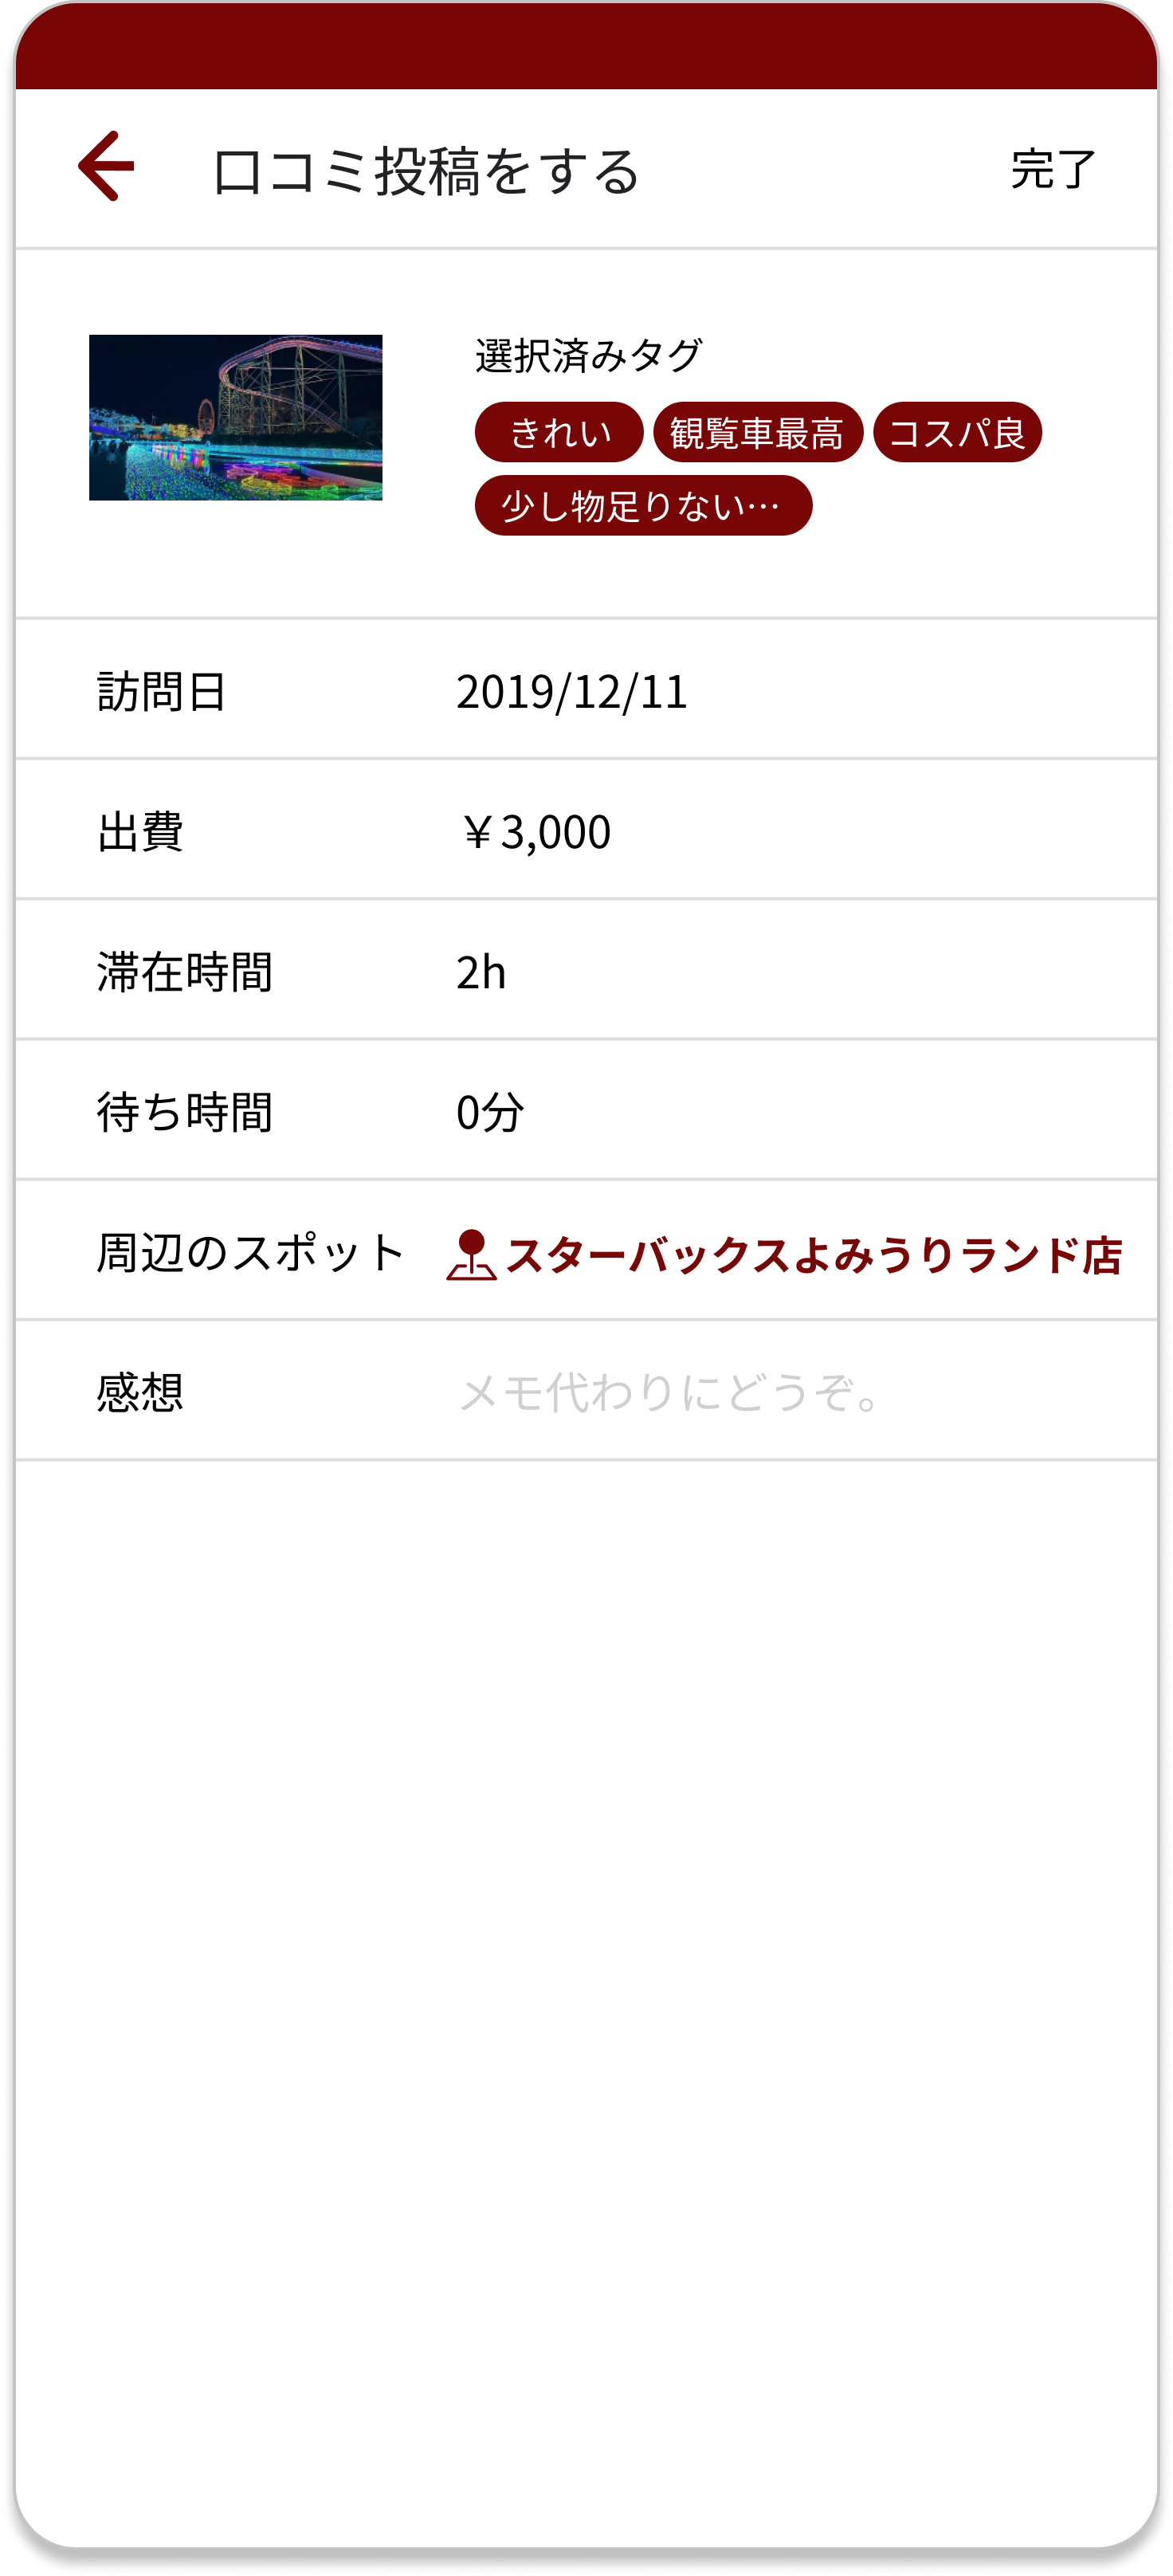 口コミ投稿をする
完了
選択済みタグ
きれい 観覧車最高 コスパ良
少し物足りない…
訪問日 2019/12/11
出費 ￥3,000
滞在時間 2h
待ち時間 0分
周辺のスポット スターバックスよみうりランド店
感想 メモ代わりにどうぞ。